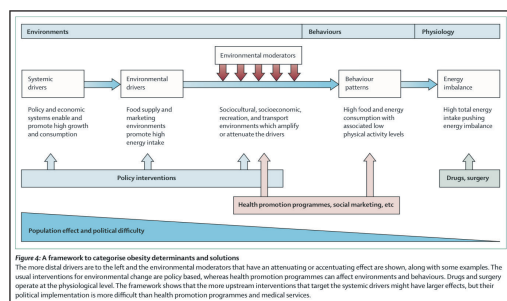 Environments
Behaviours
Physiology
Environmental moderators
Systemic
drivers
Environmental
drivers
Behaviour
patterns
Energy
imbalance
Policy and economic
systems enable and
promote high growth
and consumption
Food supply and
marketing
environments
promote high
energy intake
Sociocultural, socioeconomic,
recreation, and transport
environments which amplify
or attenuate the drivers
High food and energy
consumption with
associated low
physical activity levels
High total energy
intake pushing
energy imbalance
Policy interventions
Drugs, surgery
Health promotion programmes, social marketing, etc
Population effect and political difficulty
Figure 4: A framework to categorise obesity determinants and solutions
The more distal drivers are to the left and the environmental moderators that have an attenuating or accentuating effect are shown, along with some examples. The
usual interventions for environmental change are policy based, whereas health promotion programmes can affect environments and behaviours. Drugs and surgery
operate at the physiological level. The framework shows that the more upstream interventions that target the systemic drivers might have larger effects, but their
political implementation is more difficult than health promotion programmes and medical services.